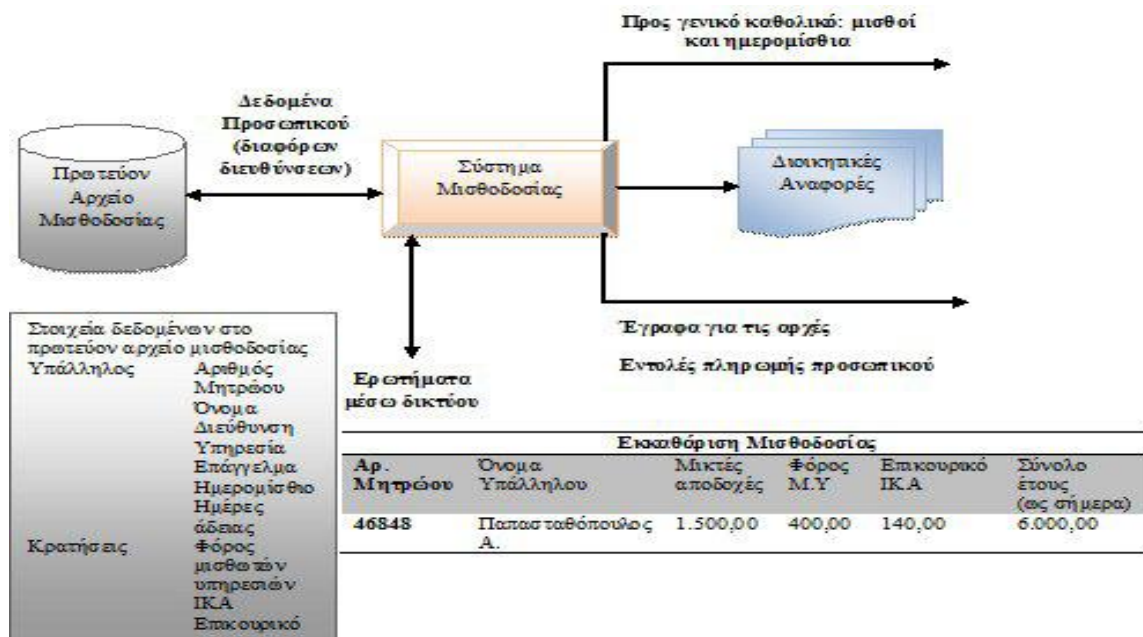 Προς γενικό καθολικό: μισθοί
και ημερομίσθια
Δεδομένα
Προσωπικού
(διαφόρων
διευθύνσεων)
Πρωτεύον
Αρχείο
Μισθοδοσίας
Σύστημα
Μισθοδοσίας
Διοικητικές
Αναφορές
Έγραφα για τις αρχές
Εντολές πληρωμής προσωπικού
Ερωτήματα
μέσω δικτύου
Στοιχεία δεδομένων στο
πρωτεύον αρχείο μισθοδοσίας
Υπάλληλος Αριθμός
Μητρώου
Όνομα
Διεύθυνση
Υπηρεσία
Επάγγελμα
Ημερομίσθιο
Ημέρες
άδειας
Κρατήσεις Φόρος
μισθωτών
υπηρεσιών
ΙΚΑ
Επικουρικό
Εκκαθάριση Μισθοδοσίας
Αρ. Όνομα Μικτές Φόρος Επικουρικό Σύνολο
Μητρώου Υπάλληλου αποδοχές Μ.Υ ΙΚΑ έτους
(ως σήμερα)
46848 Παπασταθόπουλος 1.500,00 400,00 140,00 6.000,00
Α.